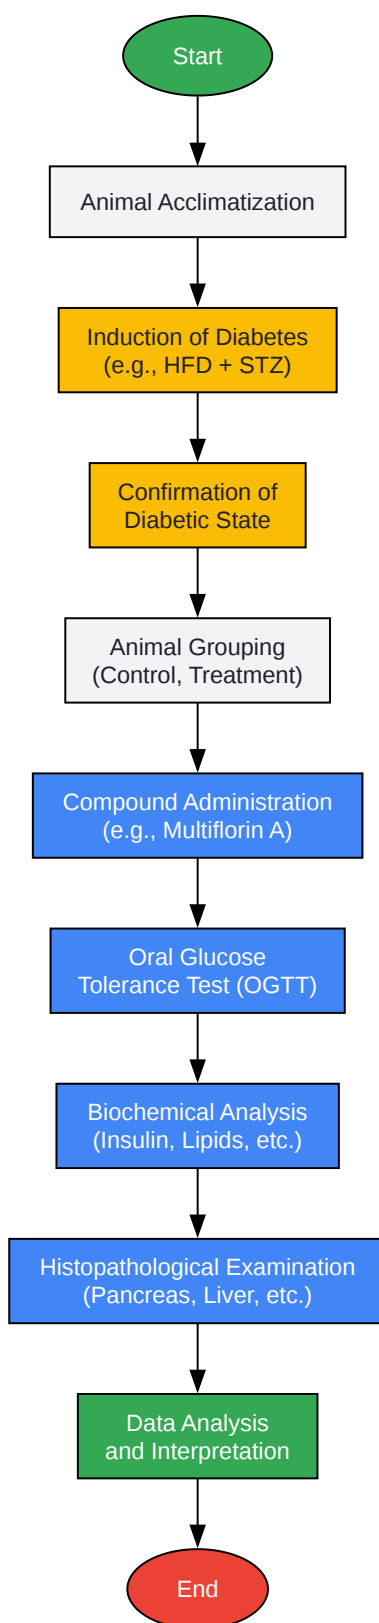 Start
Animal Acclimatization
Induction of Diabetes
(e.g., HFD + STZ)
Confirmation of
Diabetic State
Animal Grouping
(Control, Treatment)
Compound Administration
(e.g., Multiflorin A)
Oral Glucose
Tolerance Test (OGTT)
Biochemical Analysis
(Insulin, Lipids, etc.)
Histopathological Examination
(Pancreas, Liver, etc.)
Data Analysis
and Interpretation
End